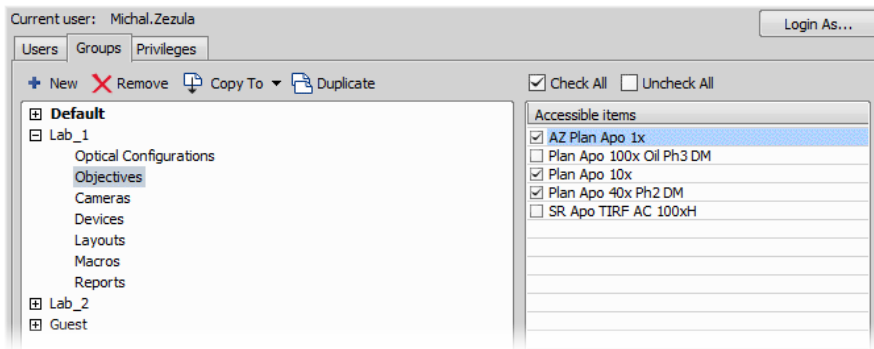 Current user: Michal.Zezula
Login As...
Users Groups Privileges
New Remove Copy To Duplicate
Check All Uncheck All
Default
Lab_1
Optical Configurations
Objectives
Cameras
Devices
Layouts
Macros
Reports
Lab_2
Guest
Accessible items
AZ Plan Apo 1x
Plan Apo 100x Oil Ph3 DM
Plan Apo 10x
Plan Apo 40x Ph2 DM
SR Apo TIRF AC 100xH